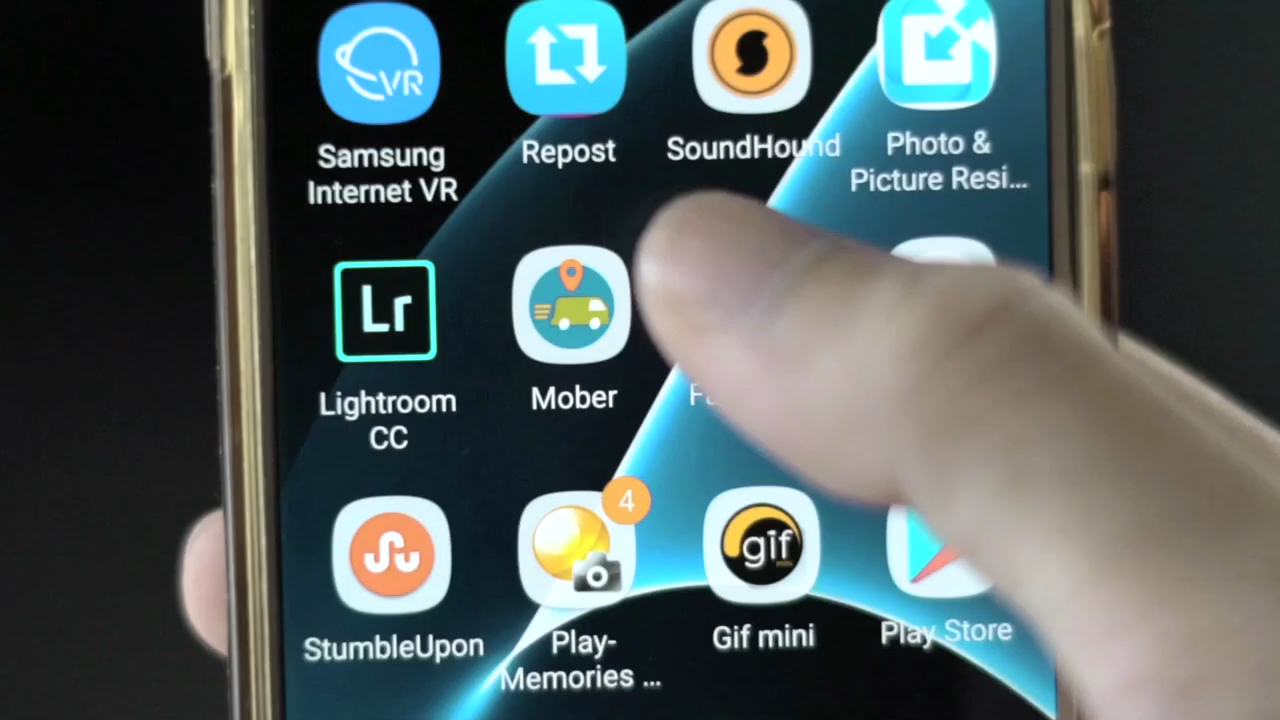 VR
Samsung
Internet VR
Repost
SoundHound
Photo &
Picture Resi...
Lr
Lightroom
CC
Mober
4
gif
StumbleUpon
Play-
Memories ...
Gif mini
Play Store